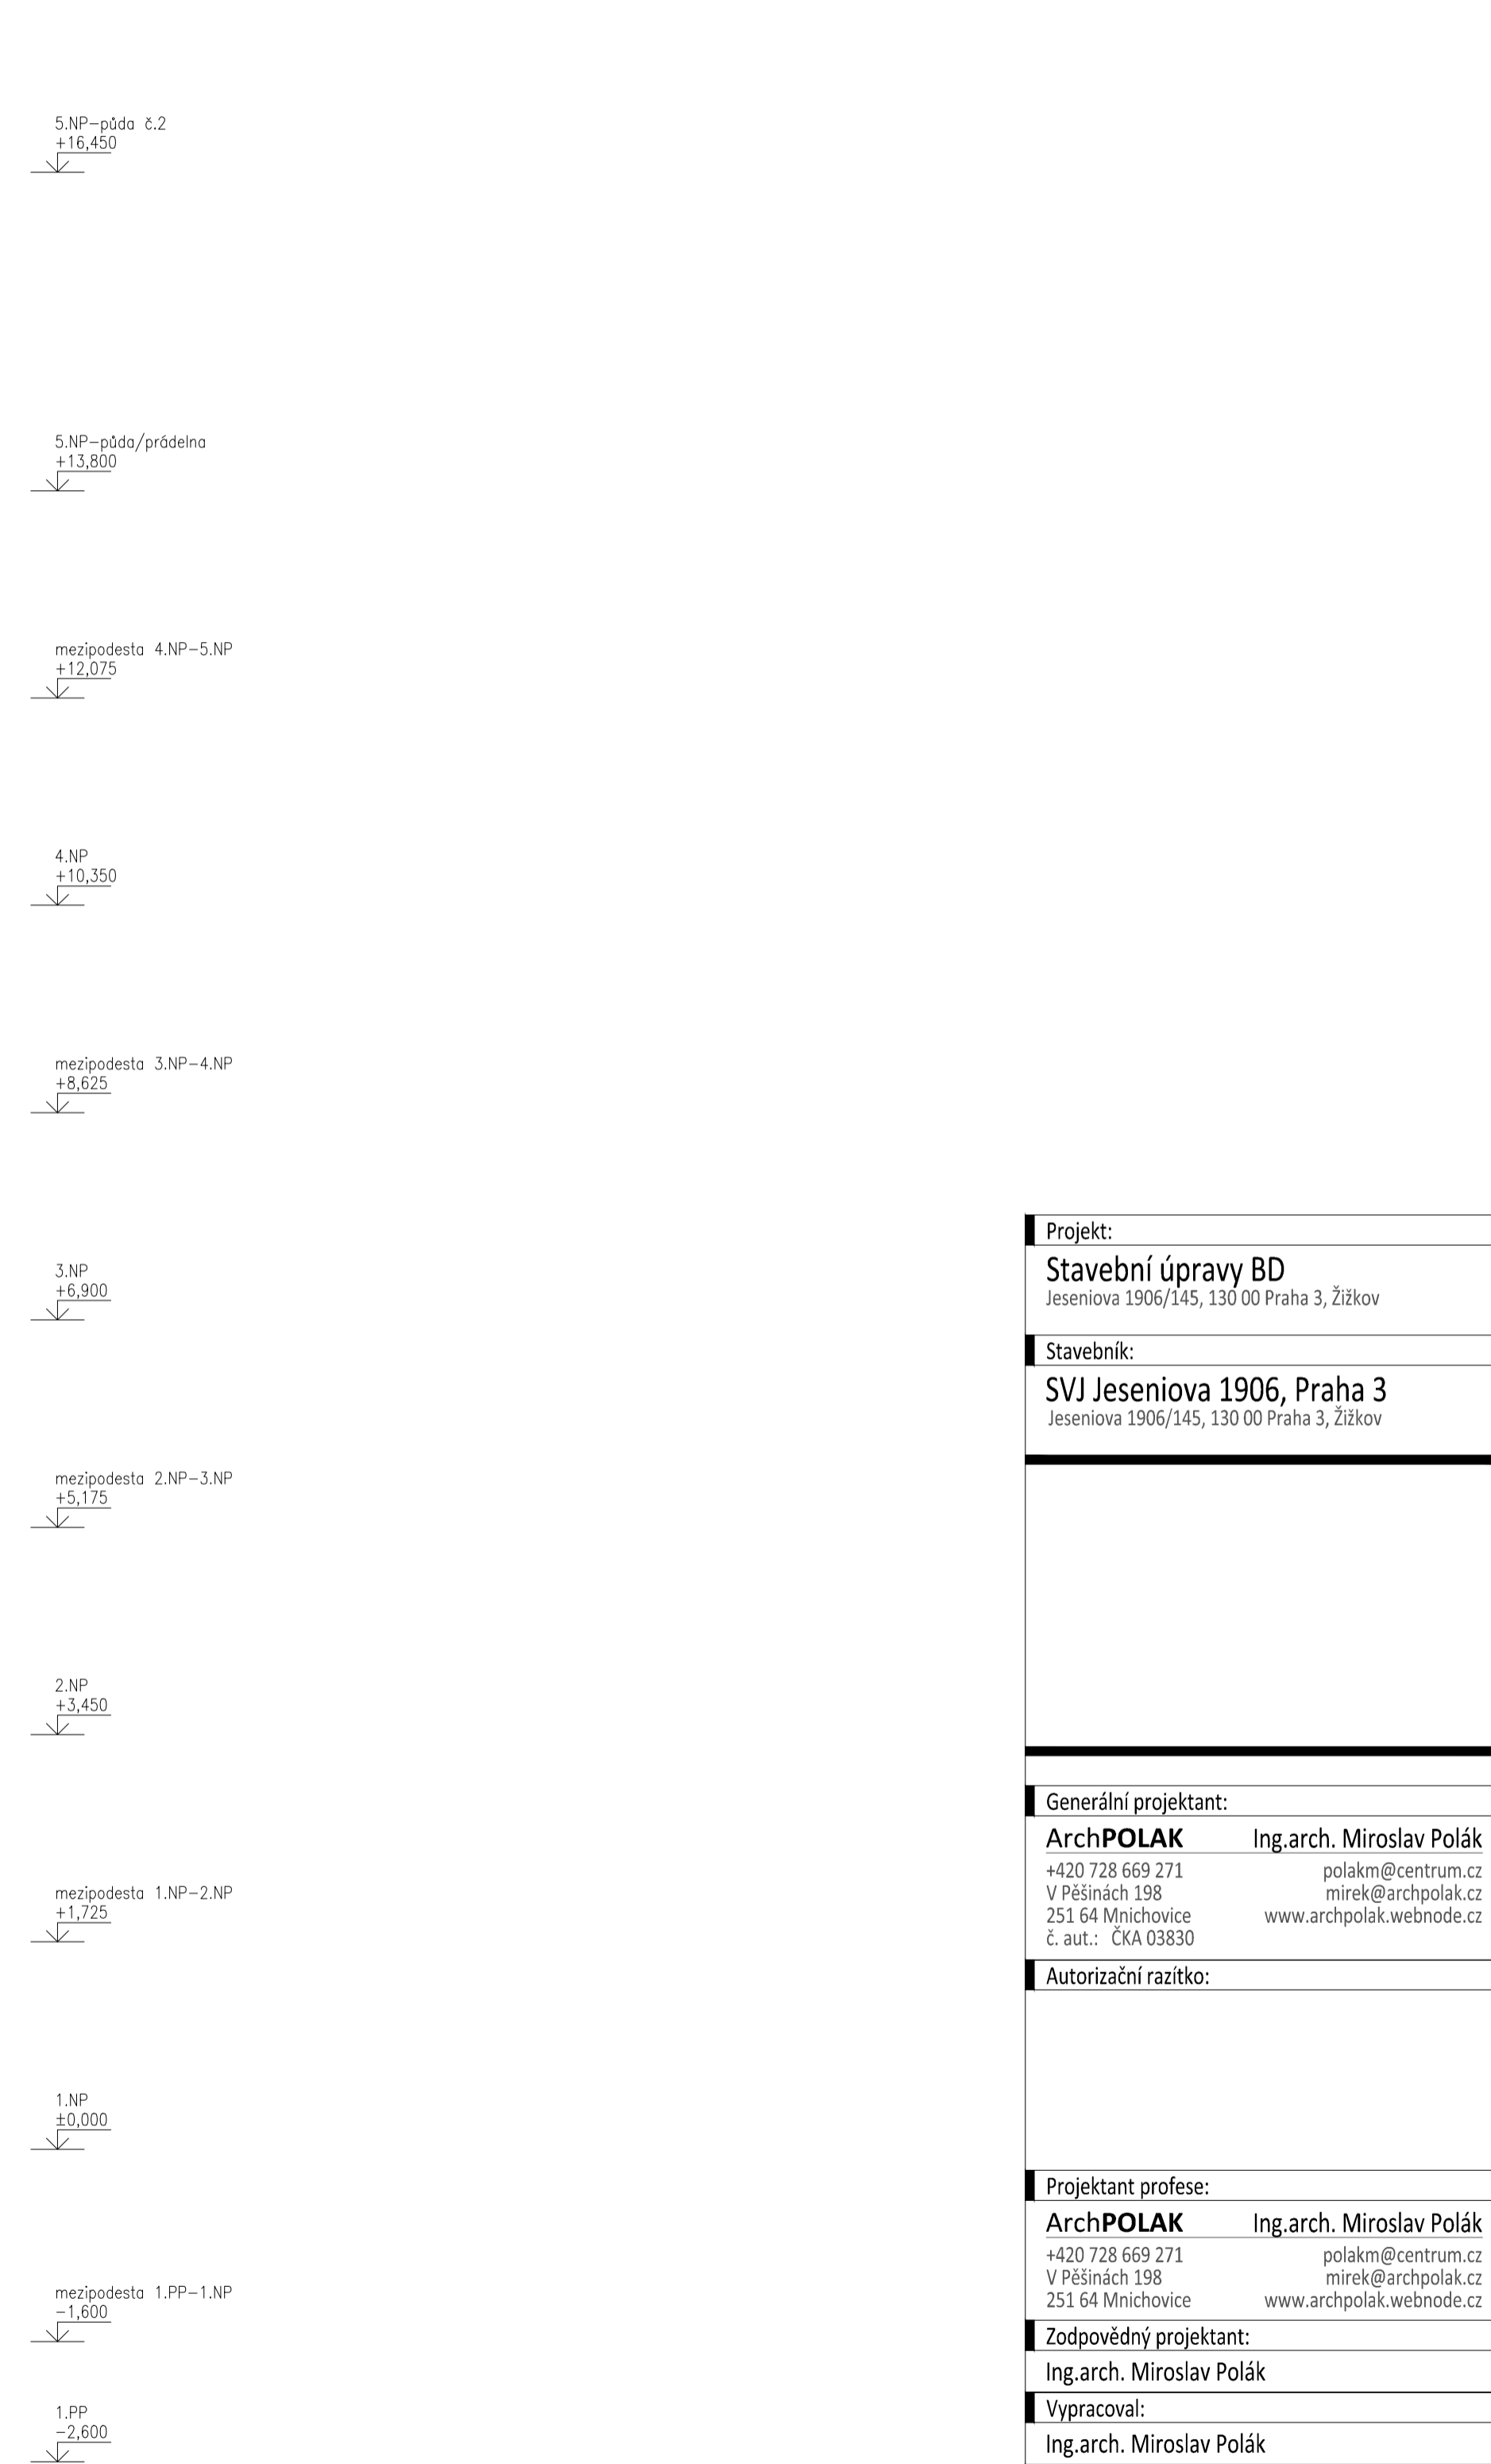 5.NP-půda č.2
+16,450
5.NP-půda/prádelna
+13,800
mezipodesta 4.NP-5.NP
+12,075
4.NP
+10,350
mezipodesta 3.NP-4.NP
+8,625
3.NP
+6,900
mezipodesta 2.NP-3.NP
+5,175
2.NP
+3,450
mezipodesta 1.NP-2.NP
+1,725
1.NP
±0,000
mezipodesta 1.PP-1.NP
-1,600
1.PP
-2,600
Projekt:
Stavební úpravy BD
Jeseniova 1906/145, 130 00 Praha 3, Žižkov
Stavebník:
SVJ Jeseniova 1906, Praha 3
Jeseniova 1906/145, 130 00 Praha 3, Žižkov
Generální projektant:
ArchPOLAK Ing.arch. Miroslav Polák
+420 728 669 271 polakm@centrum.cz
V Pěšinách 198 mirek@archpolak.cz
251 64 Mnichovice www.archpolak.webnode.cz
č. aut.: ČKA 03830
Autorizační razítko:
Projektant profese:
ArchPOLAK Ing.arch. Miroslav Polák
+420 728 669 271 polakm@centrum.cz
V Pěšinách 198 mirek@archpolak.cz
251 64 Mnichovice www.archpolak.webnode.cz
Zodpovědný projektant:
Ing.arch. Miroslav Polák
Vypracoval:
Ing.arch. Miroslav Polák